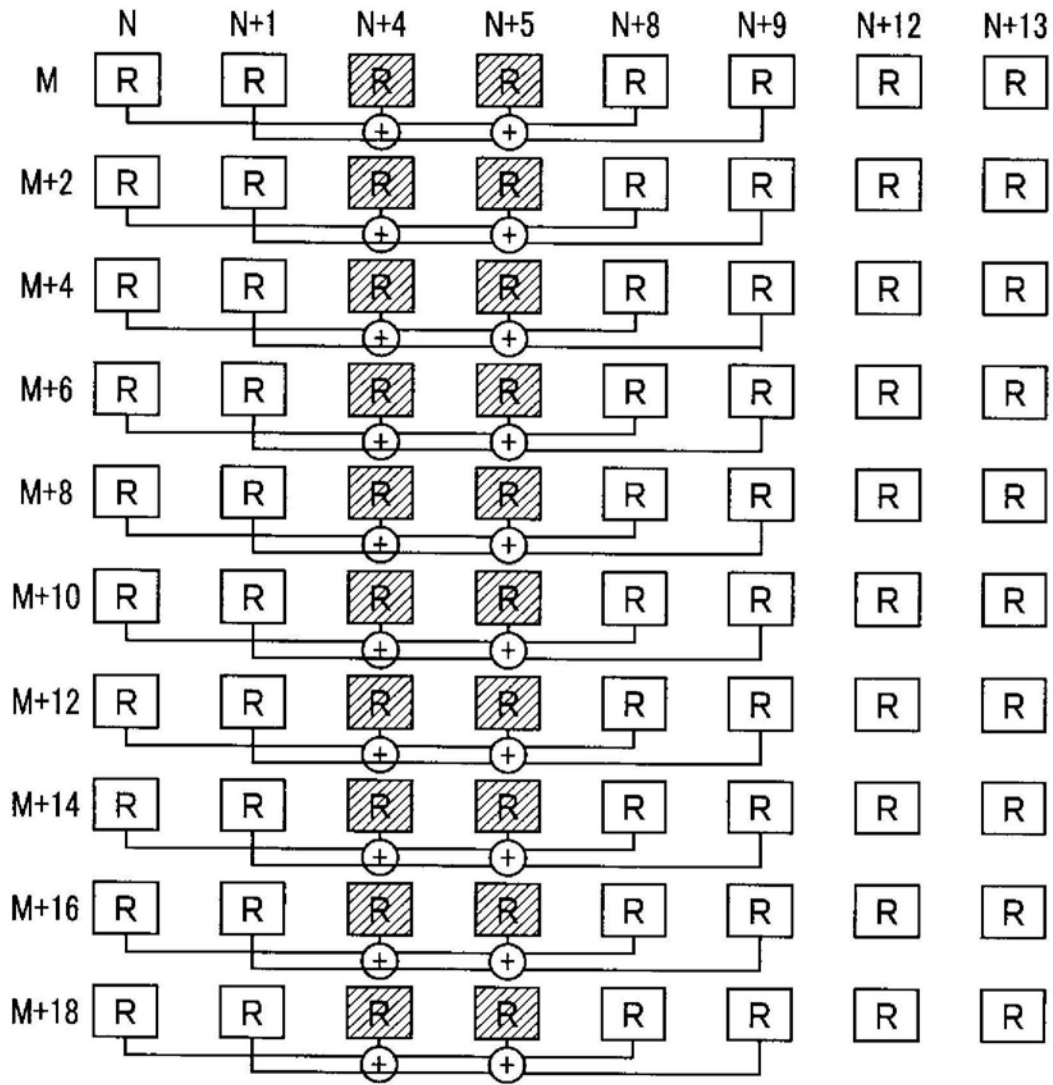 N N+1 N+4 N+5 N+8 N+9 N+12 N+13
M R R R R R R R R
+ +
M+2 R R R R R R R R
+ +
M+4 R R R R R R R R
+ +
M+6 R R R R R R R R
+ +
M+8 R R R R R R R R
+ +
M+10 R R R R R R R R
+ +
M+12 R R R R R R R R
+ +
M+14 R R R R R R R R
+ +
M+16 R R R R R R R R
+ +
M+18 R R R R R R R R
+ +